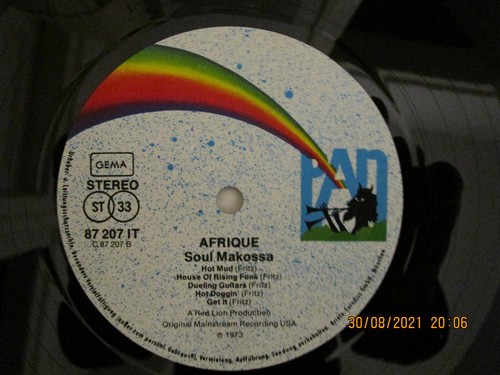 PAN
GEMA
STEREO
ST 33
87 207 IT
C 87 207 B
AFRIQUE
Soul Makossa
Hot Mud (Fritz)
House Of Rising Funk (Fritz)
Dueling Guitars (Fritz)
Hot Doggin' (Fritz)
Get It (Fritz)
A Red Lion Production
Original Mainstream Recording USA
℗ 1973
30/08/2021 20:06